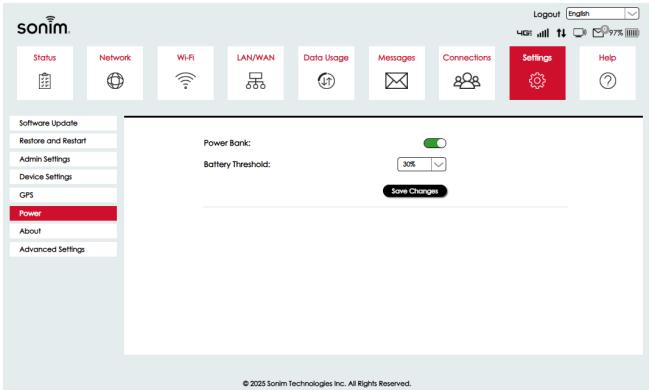 sonim
Logout English
4GE 97%
Status Network Wi-Fi LAN/WAN Data Usage Messages Connections Settings Help
Software Update
Restore and Restart
Admin Settings
Device Settings
GPS
Power
About
Advanced Settings
Power Bank:
Battery Threshold: 30%
Save Changes
© 2025 Sonim Technologies Inc. All Rights Reserved.